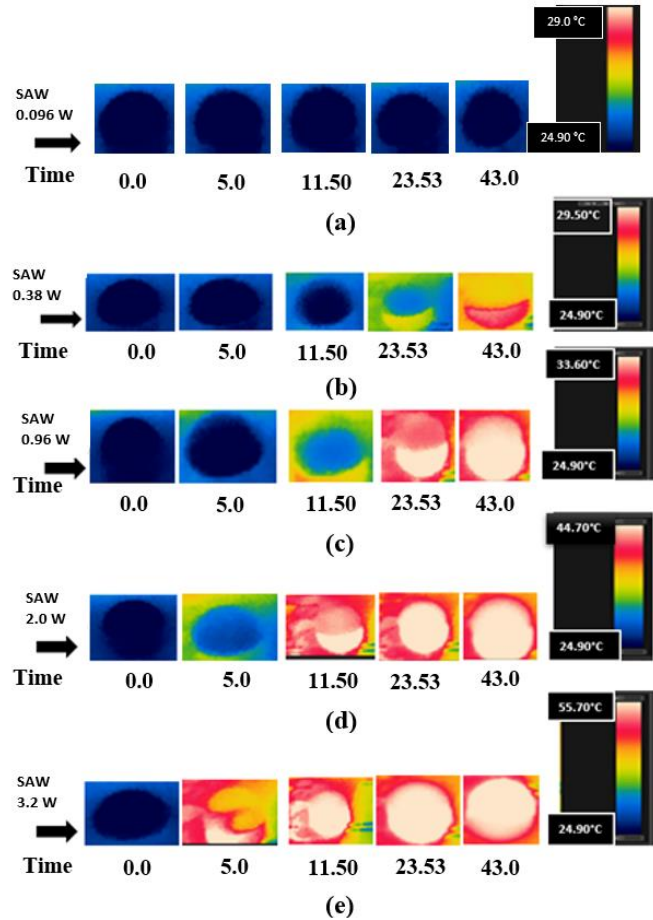 29.0 °C
SAW
0.096 W
24.90 °C
Time 0.0 5.0 11.50 23.53 43.0
(a)
29.50°C
SAW
0.38 W
24.90°C
Time 0.0 5.0 11.50 23.53 43.0
(b)
33.60°C
SAW
0.96 W
24.90°C
Time 0.0 5.0 11.50 23.53 43.0
(c)
44.70°C
SAW
2.0 W
24.90°C
Time 0.0 5.0 11.50 23.53 43.0
(d)
55.70°C
SAW
3.2 W
24.90°C
Time 0.0 5.0 11.50 23.53 43.0
(e)